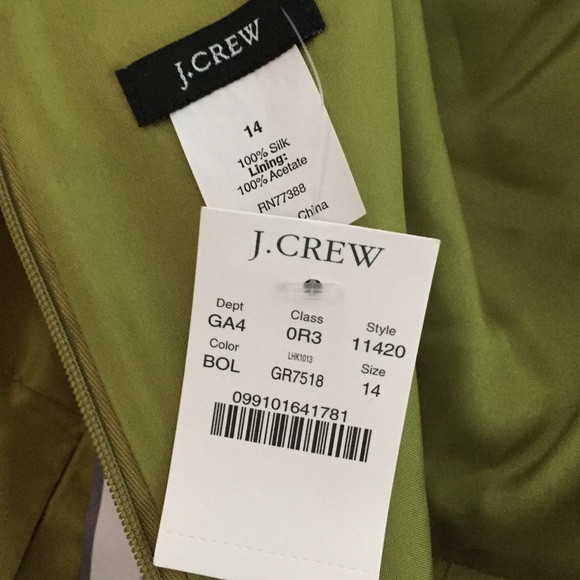 J.CREW
14
100% Silk
Lining:
100% Acetate
RN77388
China
J.CREW
Dept
GA4
Class
0R3
Style
11420
Color
BOL
LHK1013
GR7518
Size
14
099101641781